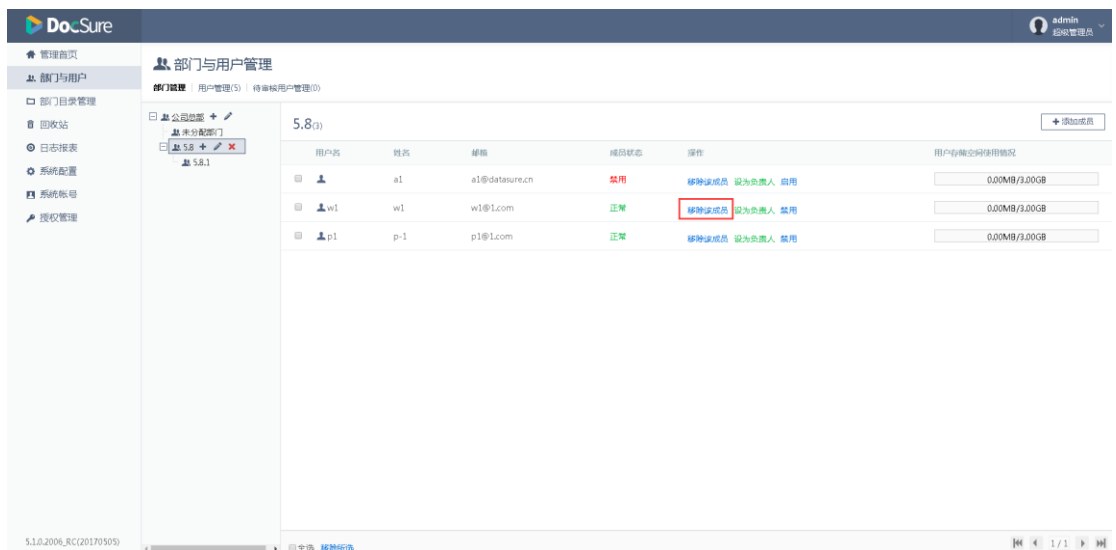 DocSure
admin
超级管理员
管理首页
部门与用户
部门目录管理
回收站
日志报表
系统配置
系统帐号
授权管理
5.1.0.2006_RC(20170505)
部门与用户管理
部门管理 用户管理(5) 待审核用户管理(0)
公司总部
未分配部门
5.8
5.8.1
5.8(3)
添加成员
用户名 姓名 邮箱 成员状态 操作 用户存储空间使用情况
a1 a1@datasure.cn 禁用 移除该成员 设为负责人 启用 0.00MB/3.00GB
w1 w1 w1@1.com 正常 移除该成员 设为负责人 禁用 0.00MB/3.00GB
p1 p-1 p1@1.com 正常 移除该成员 设为负责人 禁用 0.00MB/3.00GB
全选 移除所选 1/1